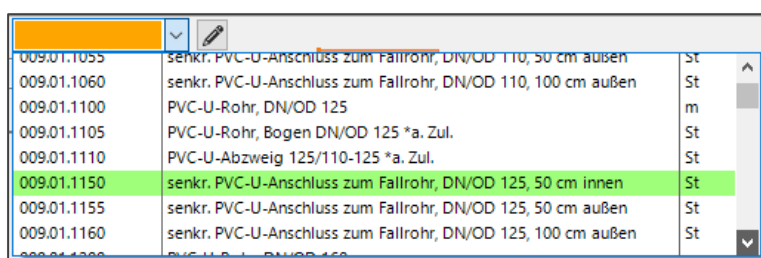 009.01.1055 senkr. PVC-U-Anschluss zum Fallrohr, DN/OD 110, 50 cm außen St
009.01.1060 senkr. PVC-U-Anschluss zum Fallrohr, DN/OD 110, 100 cm außen St
009.01.1100 PVC-U-Rohr, DN/OD 125 m
009.01.1105 PVC-U-Rohr, Bogen DN/OD 125 *a. Zul. St
009.01.1110 PVC-U-Abzweig 125/110-125 *a. Zul. St
009.01.1150 senkr. PVC-U-Anschluss zum Fallrohr, DN/OD 125, 50 cm innen St
009.01.1155 senkr. PVC-U-Anschluss zum Fallrohr, DN/OD 125, 50 cm außen St
009.01.1160 senkr. PVC-U-Anschluss zum Fallrohr, DN/OD 125, 100 cm außen St